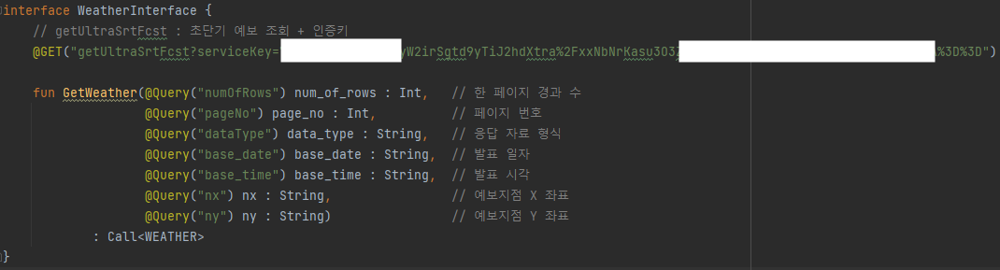 interface WeatherInterface {
// getUltraSrtFcst : 초단기 예보 조회 + 인증키
@GET("getUltraSrtFcst?serviceKey= yW2irSgtd9yTiJ2hdXtra%2FxxNbNrKasu3O3Z %3D%3D")
fun GetWeather(@Query("numOfRows") num_of_rows : Int, // 한 페이지 경과 수
@Query("pageNo") page_no : Int, // 페이지 번호
@Query("dataType") data_type : String, // 응답 자료 형식
@Query("base_date") base_date : String, // 발표 일자
@Query("base_time") base_time : String, // 발표 시각
@Query("nx") nx : String, // 예보지점 X 좌표
@Query("ny") ny : String) // 예보지점 Y 좌표
: Call<WEATHER>
}